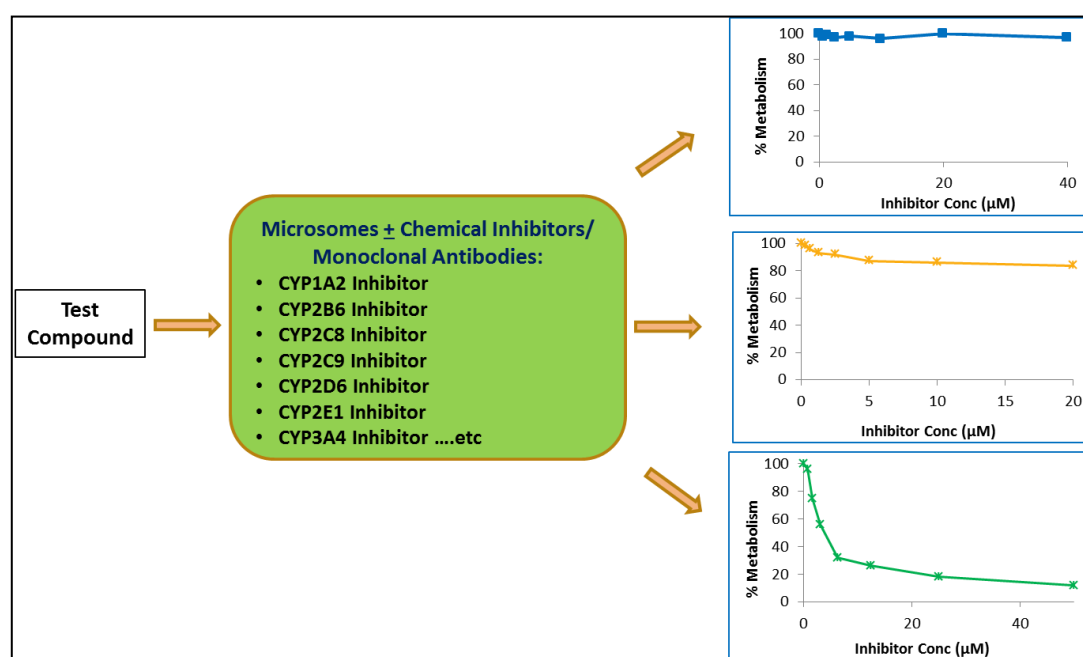 Test
Compound
Microsomes ± Chemical Inhibitors/
Monoclonal Antibodies:
• CYP1A2 Inhibitor
• CYP2B6 Inhibitor
• CYP2C8 Inhibitor
• CYP2C9 Inhibitor
• CYP2D6 Inhibitor
• CYP2E1 Inhibitor
• CYP3A4 Inhibitor ....etc
% Metabolism
100
80
60
40
20
0
0 20 40
Inhibitor Conc (µM)
% Metabolism
100
80
60
40
20
0
0 5 10 15 20
Inhibitor Conc (µM)
% Metabolism
100
80
60
40
20
0
0 20 40
Inhibitor Conc (µM)